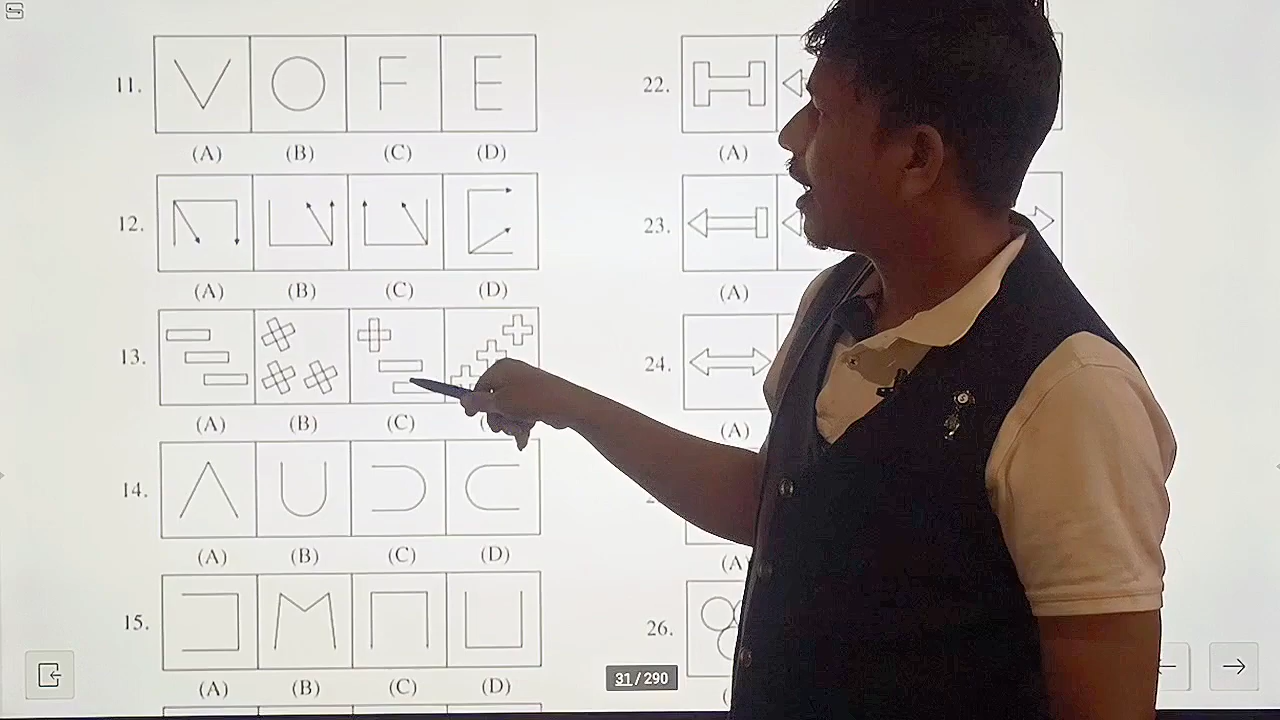 11.
(A) (B) (C) (D)
12.
(A) (B) (C) (D)
13.
(A) (B) (C)
14.
(A) (B) (C) (D)
15.
(A) (B) (C) (D)
22.
(A)
23.
(A)
24.
(A)
(A)
26.
31 / 290